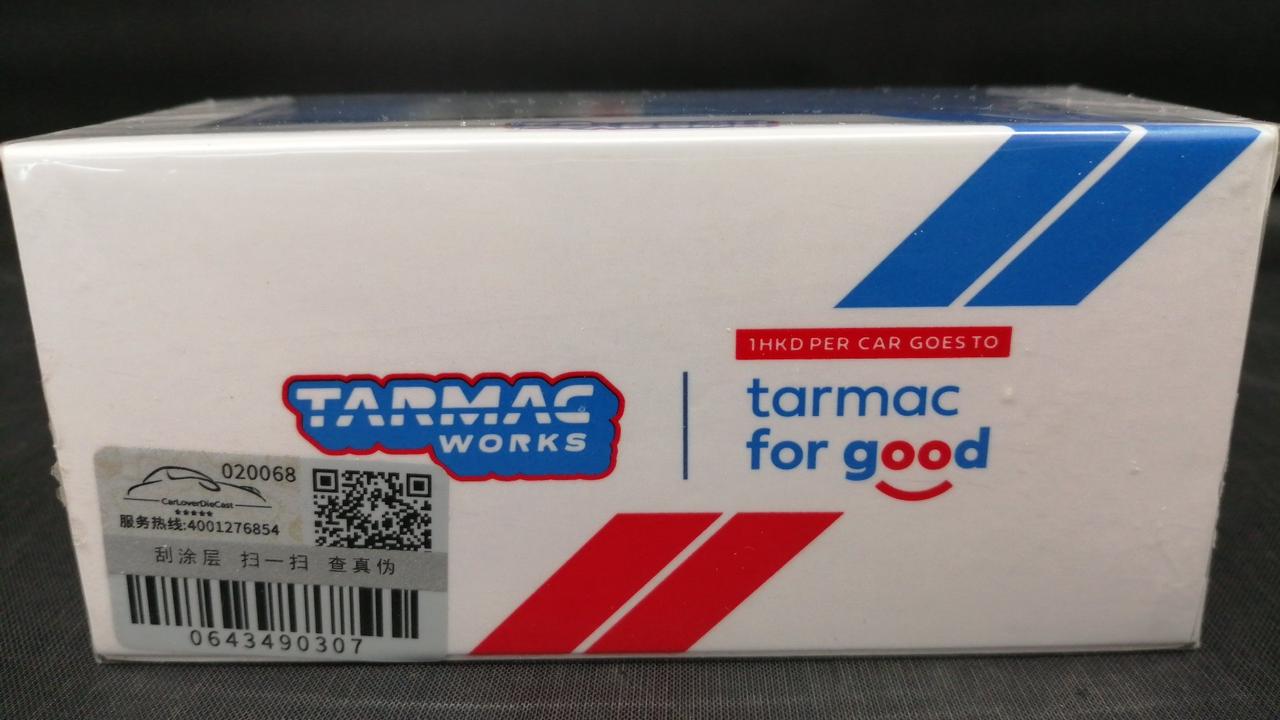 1HKD PER CAR GOES TO
TARMAC
WORKS
tarmac
for good
020068
CarLoverDieCast
服务热线:4001276854
刮涂层 扫一扫 查真伪
0643490307